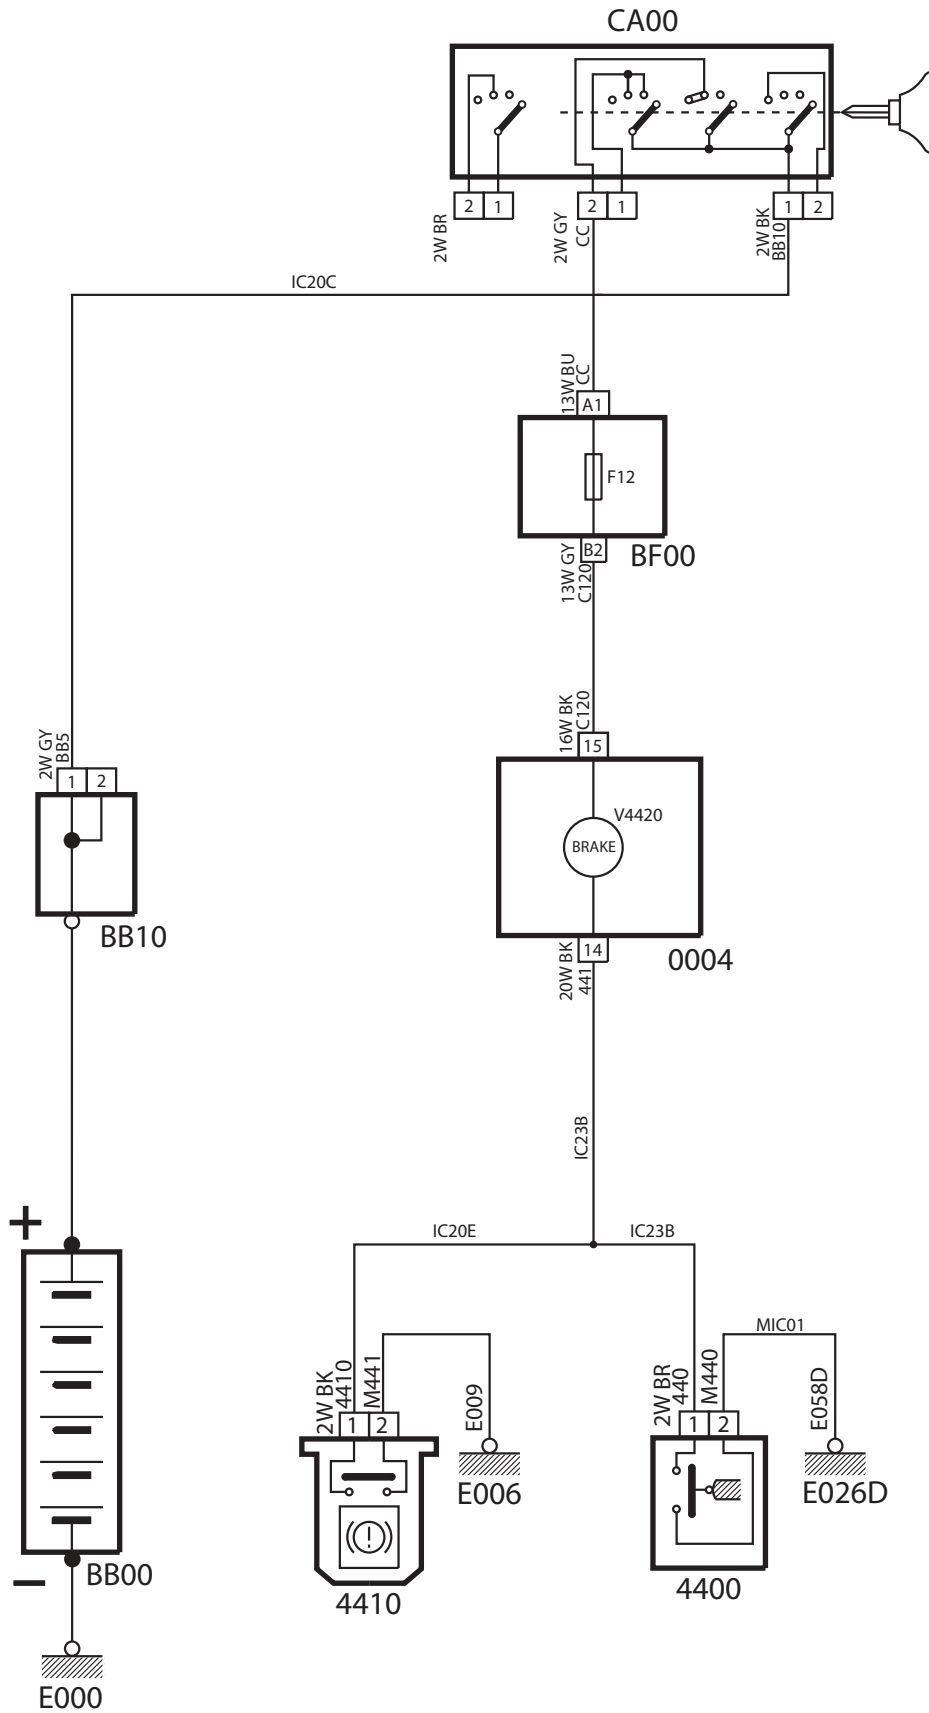 CA00
2
1
2
1
1
2
2W BR
2W GY
CC
2W BK
BB10
IC20C
13W BU
CC
A1
F12
B2
BF00
13W GY
C120
16W BK
C120
15
2W GY
BB5
1
2
V4420
BRAKE
BB10
14
0004
20W BK
441
IC23B
+
IC20E
IC23B
MIC01
2W BK
4410
M441
E009
2W BR
440
M440
E058D
1
2
1
2
E006
E026D
!
−
BB00
4410
4400
E000